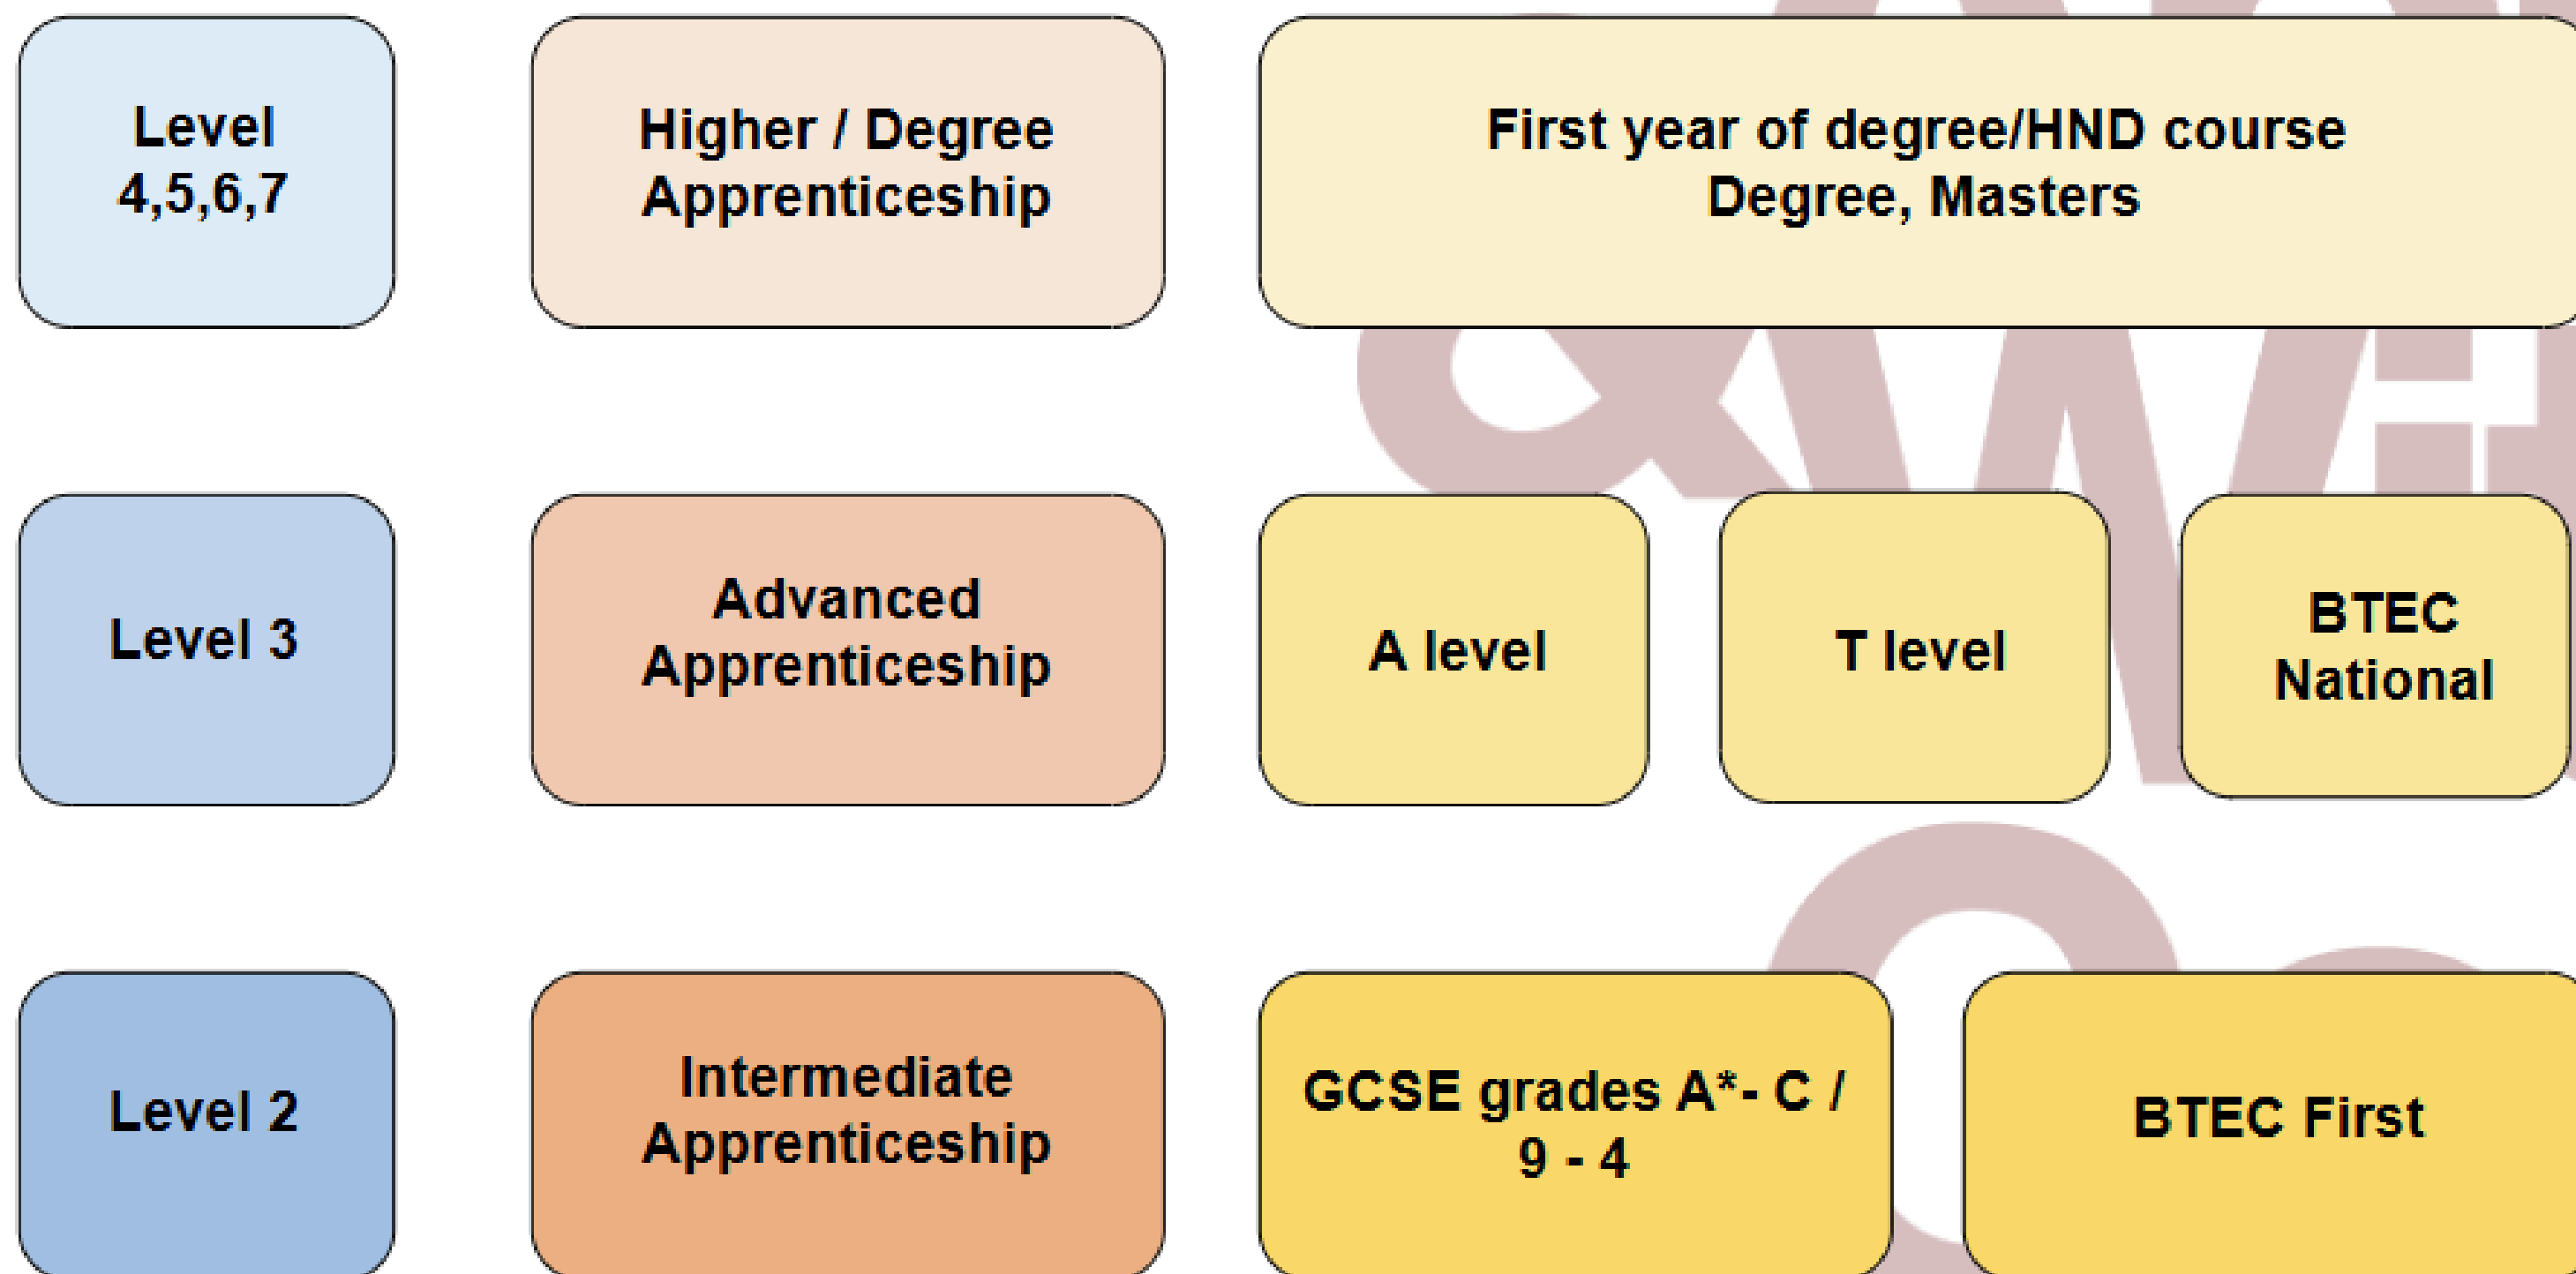 Level
4,5,6,7
Higher / Degree
Apprenticeship
First year of degree/HND course
Degree, Masters
Level 3
Advanced
Apprenticeship
A level
T level
BTEC
National
Level 2
Intermediate
Apprenticeship
GCSE grades A*- C /
9 - 4
BTEC First